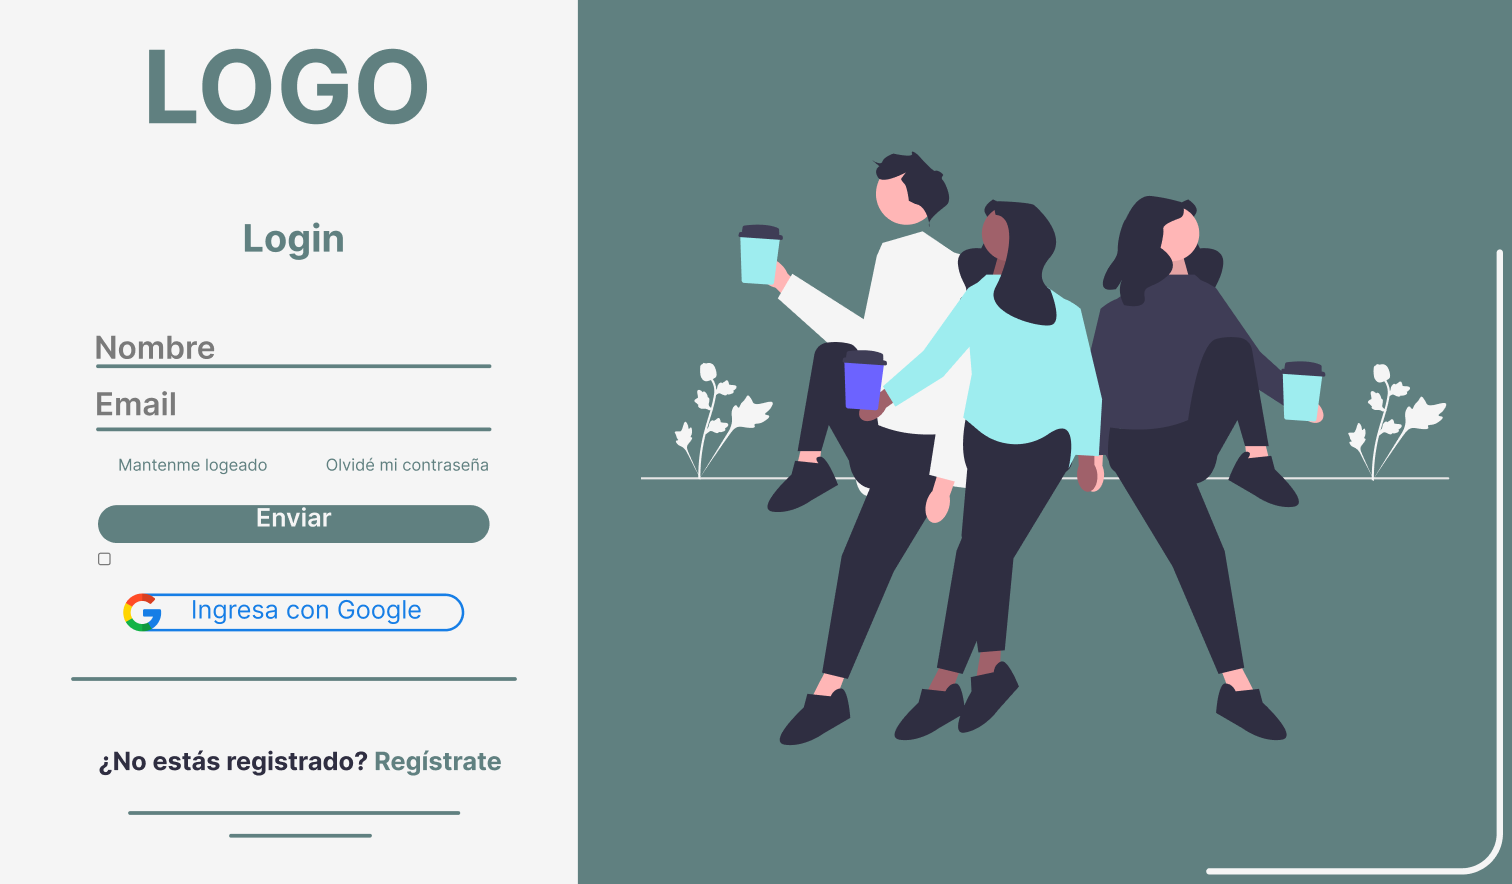 LOGO
Login
Nombre
Email
Mantenme logeado
Olvidé mi contraseña
Enviar
Ingresa con Google
¿No estás registrado? Regístrate